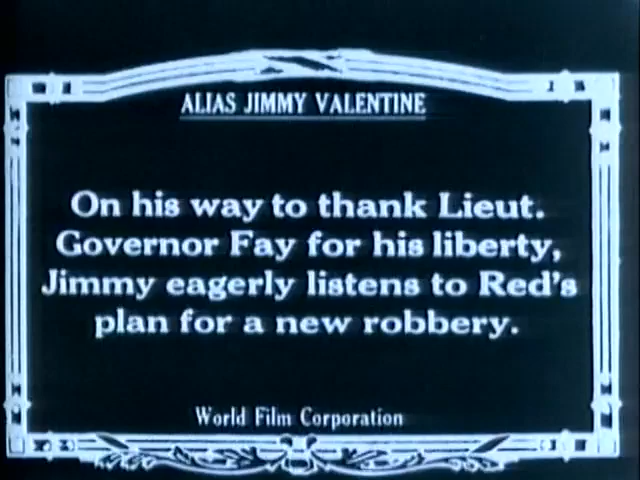 ALIAS JIMMY VALENTINE
On his way to thank Lieut.
Governor Fay for his liberty,
Jimmy eagerly listens to Red's
plan for a new robbery.
World Film Corporation